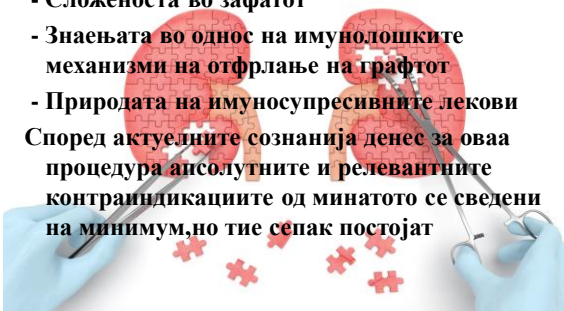 - Сложеноста во зафатот
- Знаењата во однос на имунолошките
механизми на отфрлање на графтот
- Природата на имуносупресивните лекови
Според актуелните сознанија денес за оваа
процедура апсолутните и релевантните
контраиндикациите од минатото се сведени
на минимум,но тие сепак постојат